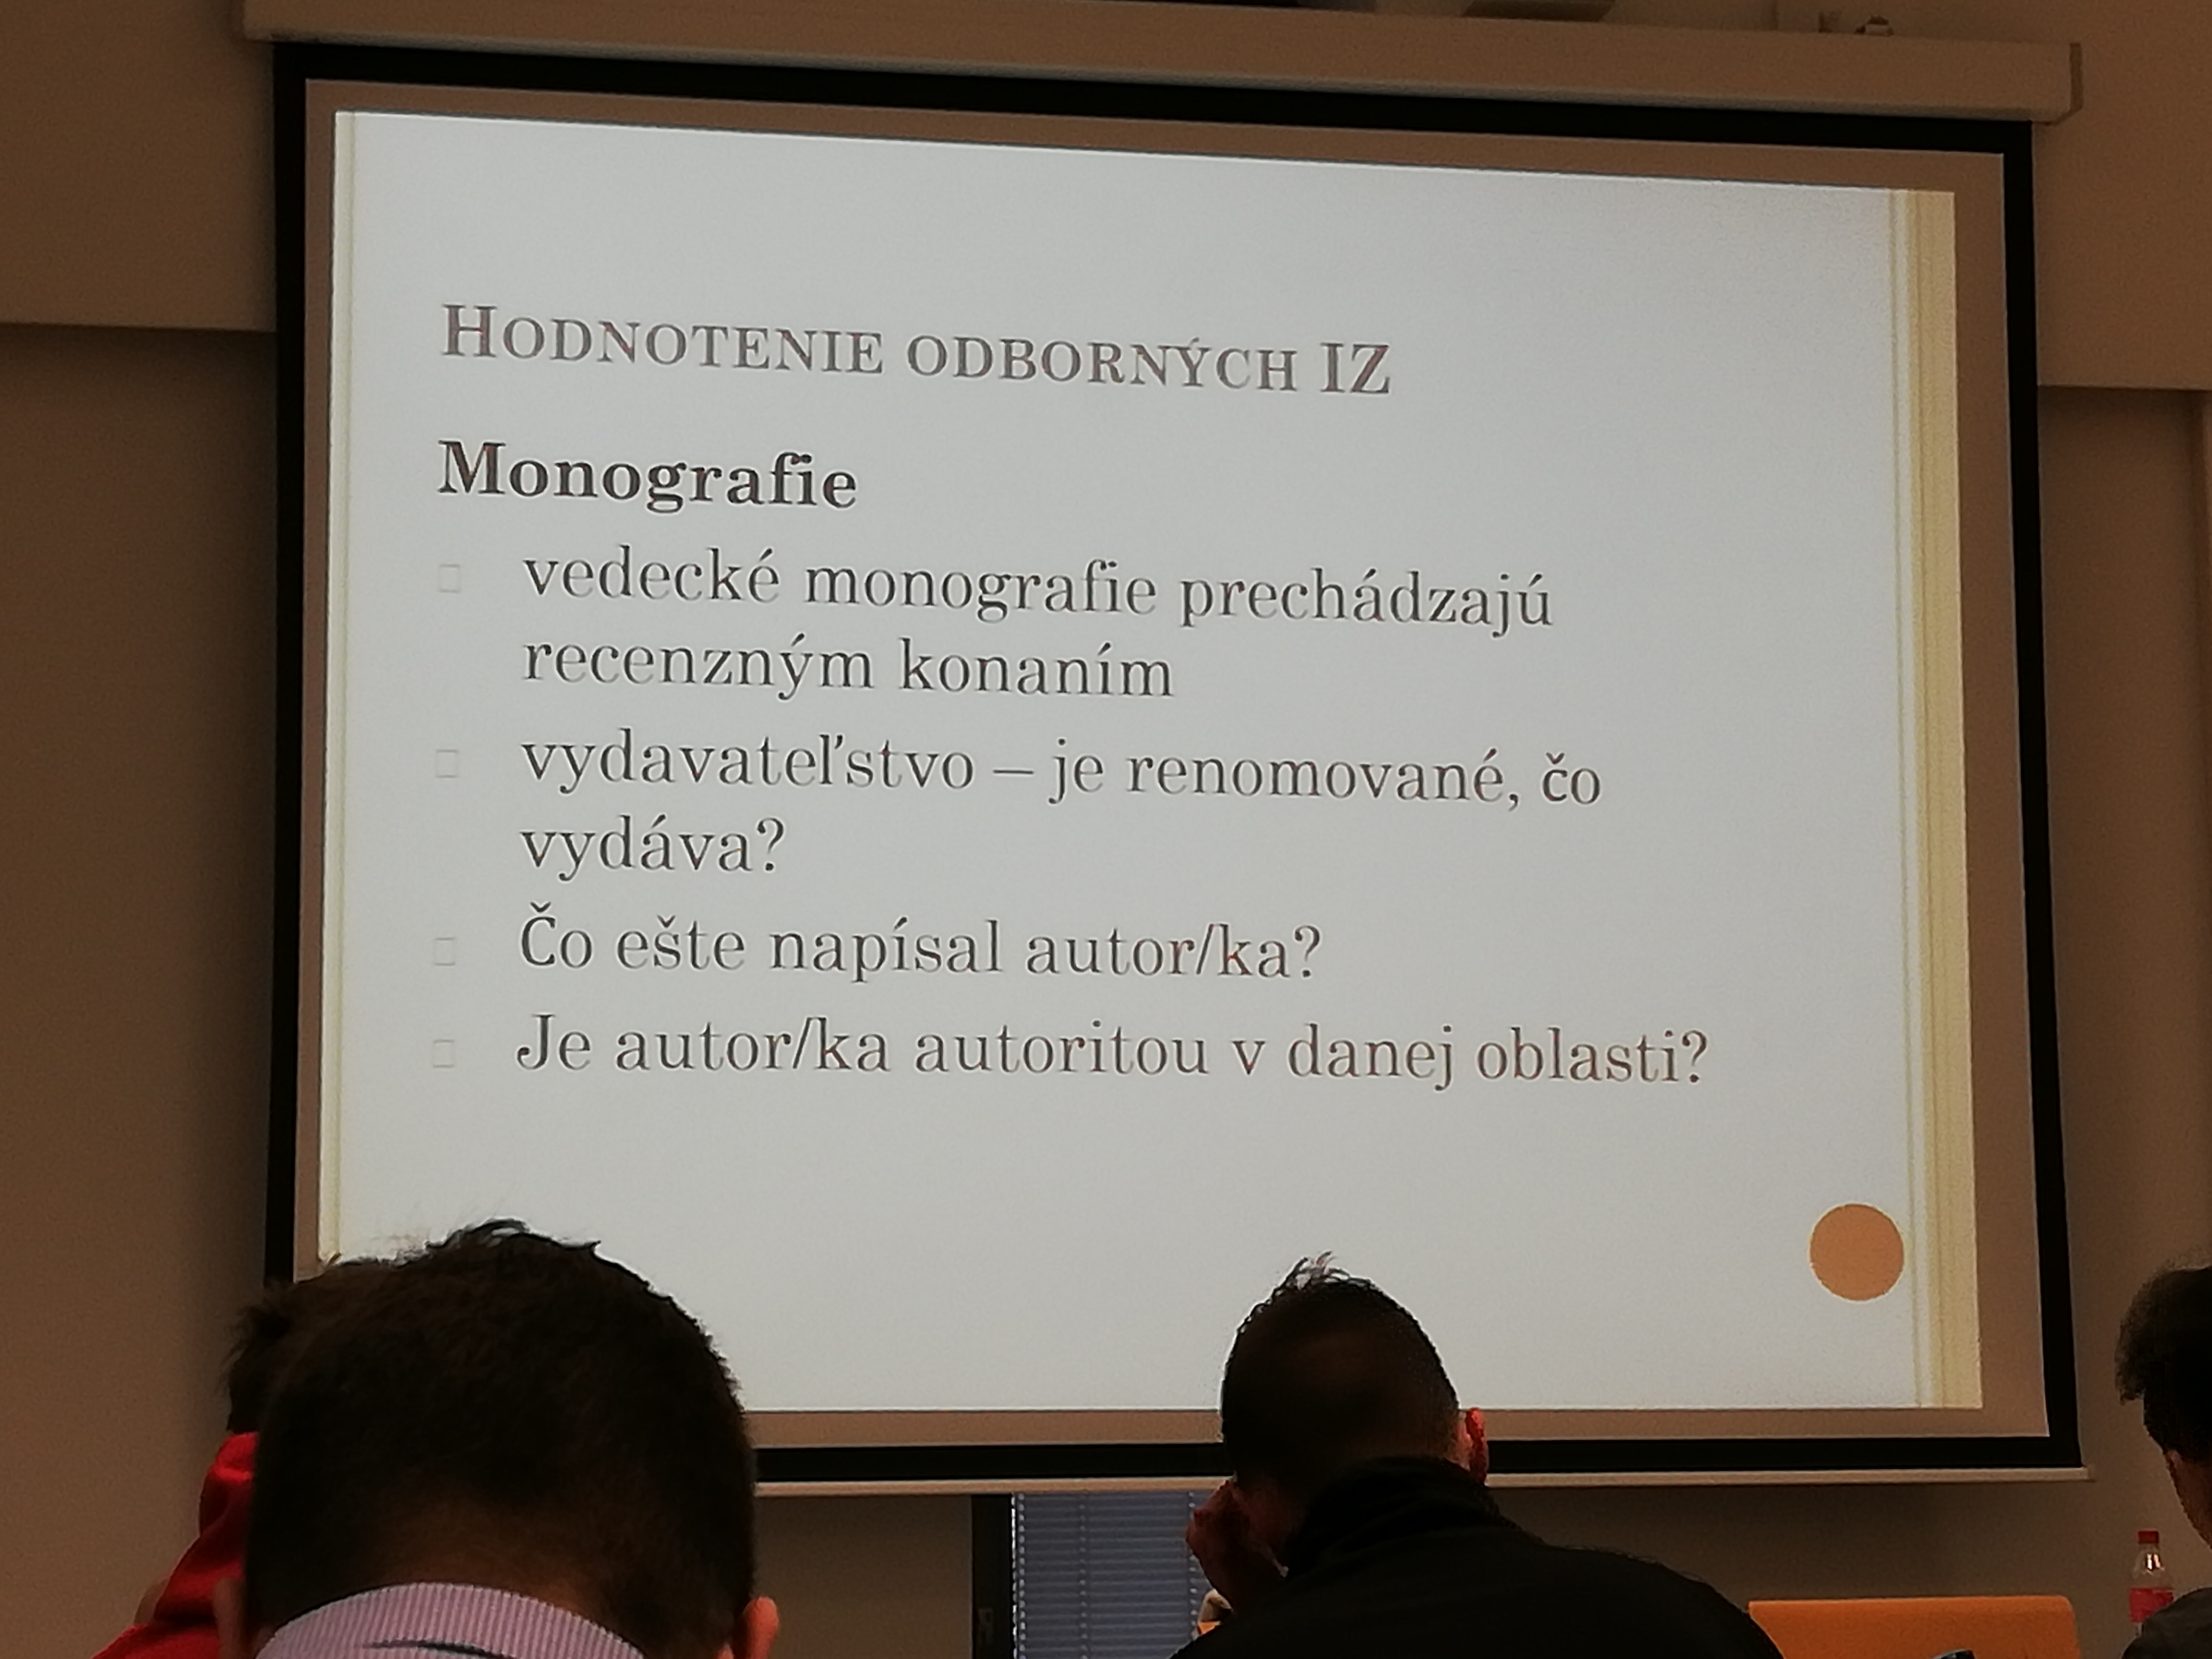 HODNOTENIE ODBORNÝCH IZ
Monografie
vedecké monografie prechádzajú
recenzným konaním
vydavateľstvo – je renomované, čo
vydáva?
Čo ešte napísal autor/ka?
Je autor/ka autoritou v danej oblasti?